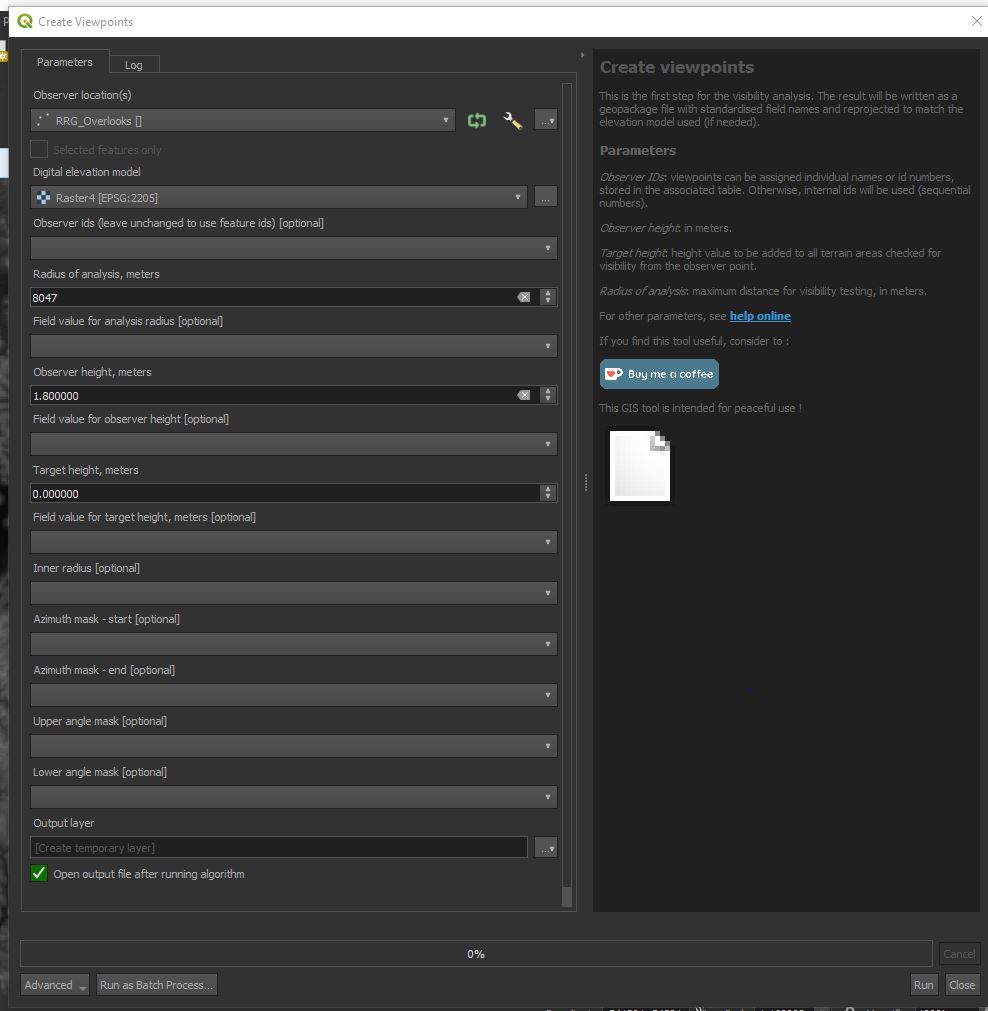 Create Viewpoints
Parameters
Log
Observer location(s)
RRG_Overlooks []
...
Selected features only
Digital elevation model
Raster4 [EPSG:2205]
...
Observer ids (leave unchanged to use feature ids) [optional]
Radius of analysis, meters
8047
Field value for analysis radius [optional]
Observer height, meters
1.800000
Field value for observer height [optional]
Target height, meters
0.000000
Field value for target height, meters [optional]
Inner radius [optional]
Azimuth mask - start [optional]
Azimuth mask - end [optional]
Upper angle mask [optional]
Lower angle mask [optional]
Output layer
[Create temporary layer]
...
Open output file after running algorithm
Create viewpoints
This is the first step for the visibility analysis. The result will be written as a
geopackage file with standardised field names and reprojected to match the
elevation model used (if needed).
Parameters
Observer IDs: viewpoints can be assigned individual names or id numbers,
stored in the associated table. Otherwise, internal ids will be used (sequential
numbers).
Observer height: in meters.
Target height: height value to be added to all terrain areas checked for
visibility from the observer point.
Radius of analysis: maximum distance for visibility testing, in meters.
For other parameters, see help online
If you find this tool useful, consider to :
Buy me a coffee
This GIS tool is intended for peaceful use !
0%
Cancel
Advanced
Run as Batch Process...
Run
Close